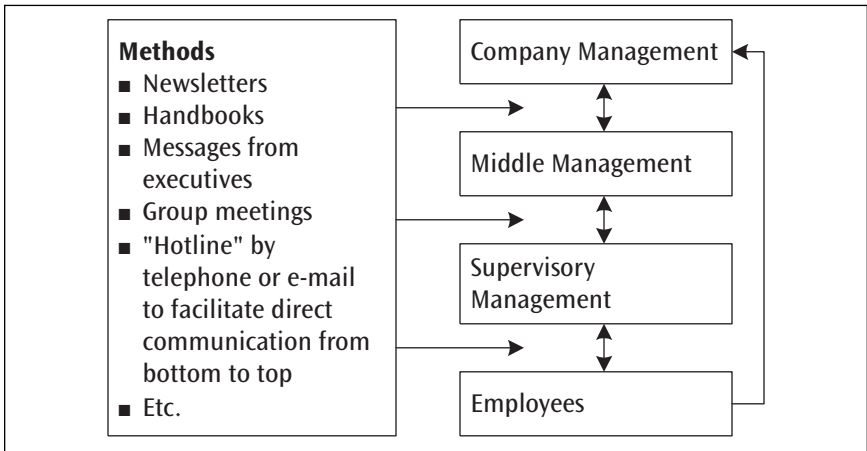 Methods
■ Newsletters
■ Handbooks
■ Messages from
executives
■ Group meetings
■ "Hotline" by
telephone or e-mail
to facilitate direct
communication from
bottom to top
■ Etc.
Company Management
Middle Management
Supervisory
Management
Employees